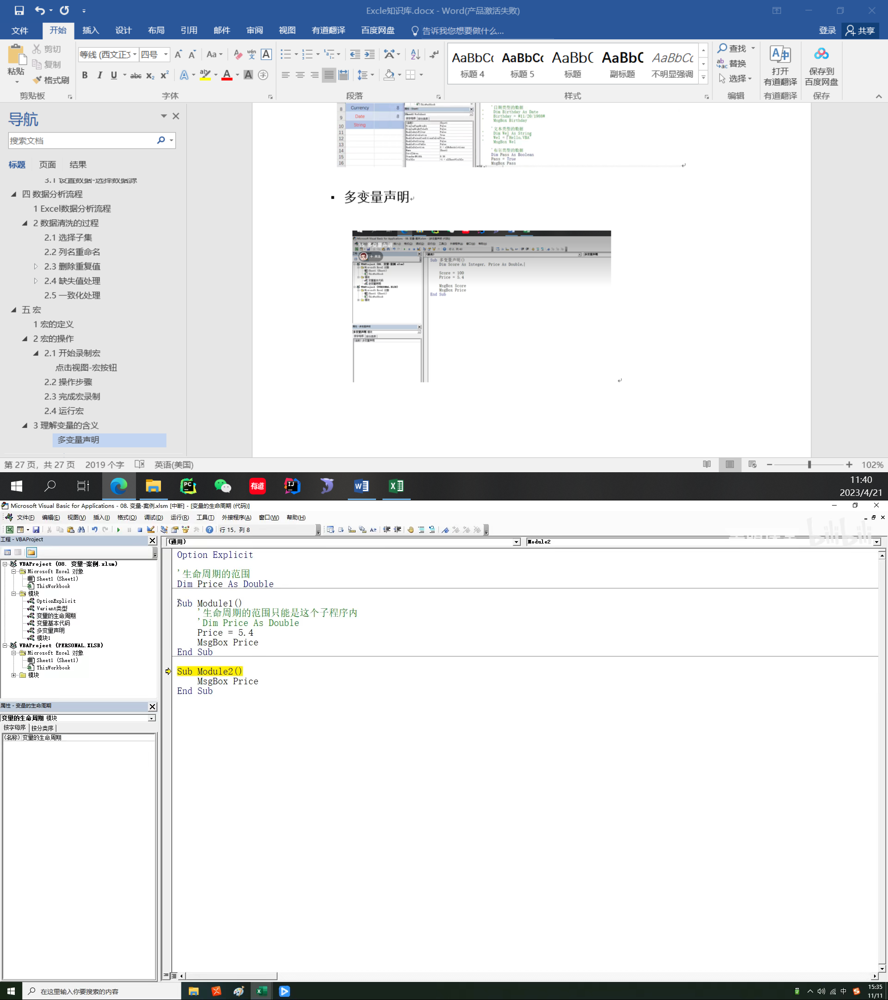 Excle知识库.docx - Word(产品激活失败)
文件 开始 插入 设计 布局 引用 邮件 审阅 视图 有道翻译 百度网盘 告诉我您想要做什么... 登录 共享
粘贴 剪切 复制 格式刷
等线 (西文正文 四号
AaBbCc AaBbCc AaBbC AaBbC AaBbCc
标题 4 标题 5 标题 副标题 不明显强调
查找 替换 选择
打开有道翻译 保存到百度网盘
剪贴板 字体 段落 样式 编辑 有道翻译 保存
导航
搜索文档
标题 页面 结果
3.1 设置数据-选择数据源
四 数据分析流程
1 Excel数据分析流程
2 数据清洗的过程
2.1 选择子集
2.2 列名重命名
2.3 删除重复值
2.4 缺失值处理
2.5 一致化处理
五 宏
1 宏的定义
2 宏的操作
2.1 开始录制宏
点击视图-宏按钮
2.2 操作步骤
2.3 完成宏录制
2.4 运行宏
3 理解变量的含义
多变量声明
8 Currency 8
9 Date 8
10 String
11
12
13
14
15
16
'日期类型的数据
Dim Birthday As Date
Birthday = #11/20/1988#
MsgBox Birthday
'文本类型的数据
Dim Wel As String
Wel = "Hello,VBA"
MsgBox Wel
'布尔类型的数据
Dim Pass As Boolean
Pass = True
MsgBox Pass
▪ 多变量声明
Sub 多变量声明()
Dim Score As Integer, Price As Double,
Score = 100
Price = 5.4
MsgBox Score
MsgBox Price
End Sub
第 27 页，共 27 页 2019 个字 英语(美国) 102%
11:40
2023/4/21
Microsoft Visual Basic for Applications - 08. 变量-案例.xlsm [中断] - [变量的生命周期 (代码)]
文件(F) 编辑(E) 视图(V) 插入(I) 格式(O) 调试(D) 运行(R) 工具(T) 外接程序(A) 窗口(W) 帮助(H)
行 15, 列 8
工程 - VBAProject
VBAProject (08. 变量-案例.xlsm)
Microsoft Excel 对象
Sheet1 (Sheet1)
ThisWorkbook
模块
OptionExplicit
Variant类型
变量的生命周期
变量基本代码
多变量声明
模块1
VBAProject (PERSONAL.XLSB)
Microsoft Excel 对象
Sheet1 (Sheet1)
ThisWorkbook
模块
属性 - 变量的生命周期
变量的生命周期 模块
按字母序 按分类序
(名称) 变量的生命周期
(通用) Module2
bilibili
Option Explicit
'生命周期的范围
Dim Price As Double
Sub Module1()
'生命周期的范围只能是这个子程序内
'Dim Price As Double
Price = 5.4
MsgBox Price
End Sub
Sub Module2()
MsgBox Price
End Sub
在这里输入你要搜索的内容
中
15:35
11/11